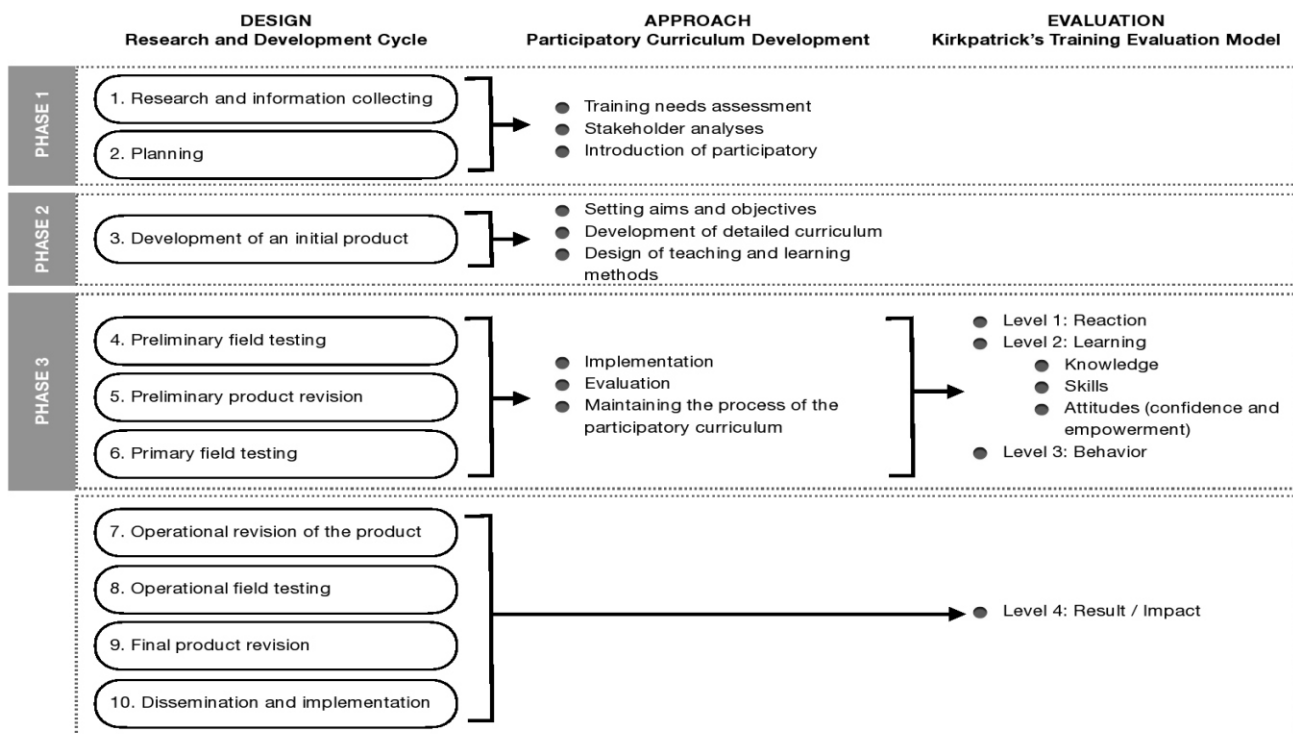 DESIGN
Research and Development Cycle
APPROACH
Participatory Curriculum Development
EVALUATION
Kirkpatrick's Training Evaluation Model
PHASE 1
1. Research and information collecting
2. Planning
Training needs assessment
Stakeholder analyses
Introduction of participatory
PHASE 2
3. Development of an initial product
Setting aims and objectives
Development of detailed curriculum
Design of teaching and learning
methods
PHASE 3
4. Preliminary field testing
5. Preliminary product revision
6. Primary field testing
Implementation
Evaluation
Maintaining the process of the
participatory curriculum
Level 1: Reaction
Level 2: Learning
Knowledge
Skills
Attitudes (confidence and
empowerment)
Level 3: Behavior
7. Operational revision of the product
8. Operational field testing
9. Final product revision
10. Dissemination and implementation
Level 4: Result / Impact